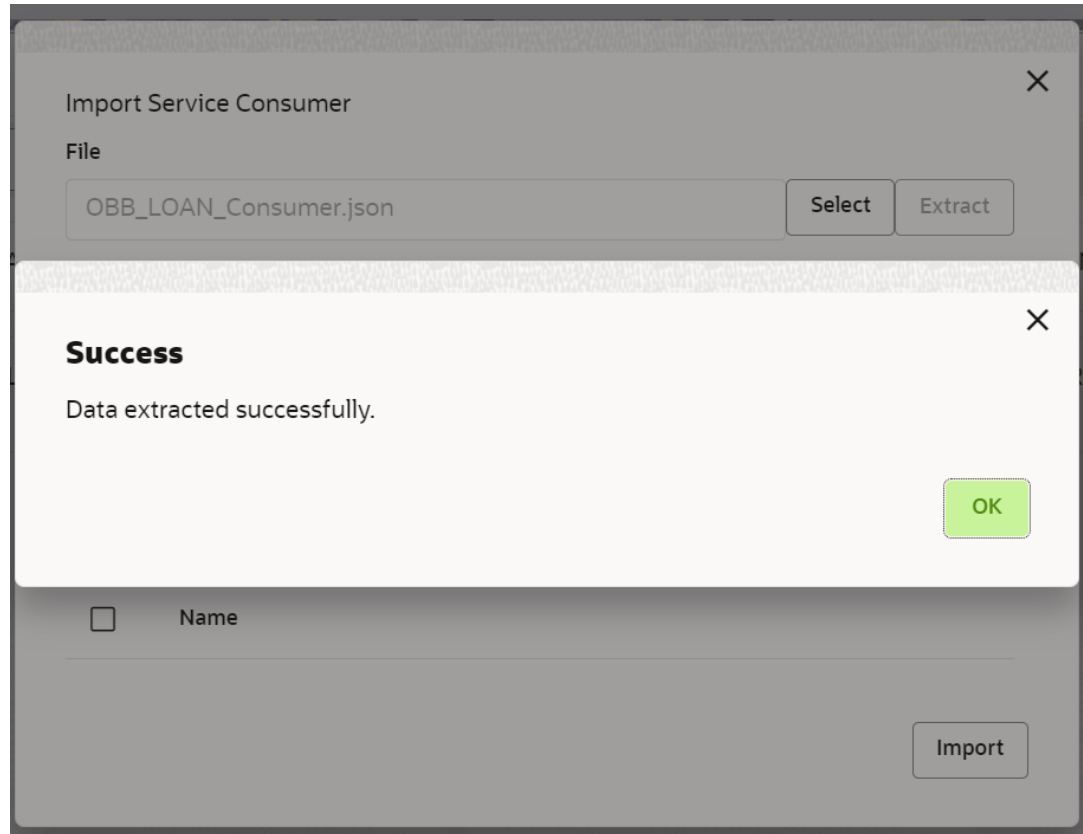 Import Service Consumer
File
OBB_LOAN_Consumer.json Select Extract
Success
Data extracted successfully.
OK
Name
Import